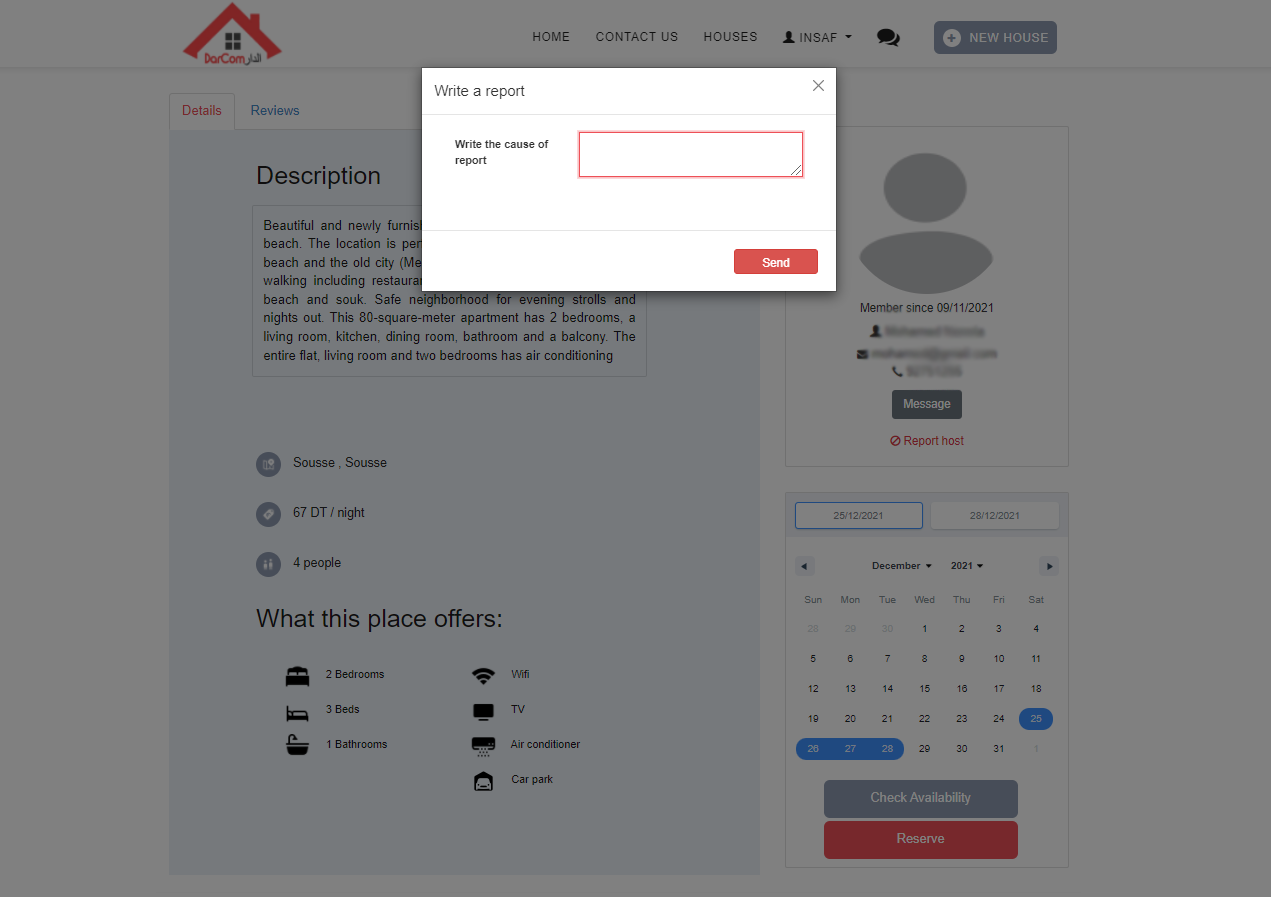 DarCom الدار
HOME CONTACT US HOUSES INSAF NEW HOUSE
Write a report
Write the cause of
report
Send
Details Reviews
Description
Beautiful and newly furnis
beach. The location is per
beach and the old city (Me
walking including restaurar
beach and souk. Safe neighborhood for evening strolls and
nights out. This 80-square-meter apartment has 2 bedrooms, a
living room, kitchen, dining room, bathroom and a balcony. The
entire flat, living room and two bedrooms has air conditioning
Sousse , Sousse
67 DT / night
4 people
What this place offers:
2 Bedrooms
3 Beds
1 Bathrooms
Wifi
TV
Air conditioner
Car park
Member since 09/11/2021
Message
Report host
25/12/2021 28/12/2021
December 2021
Sun Mon Tue Wed Thu Fri Sat
28 29 30 1 2 3 4
5 6 7 8 9 10 11
12 13 14 15 16 17 18
19 20 21 22 23 24 25
26 27 28 29 30 31 1
Check Availability
Reserve